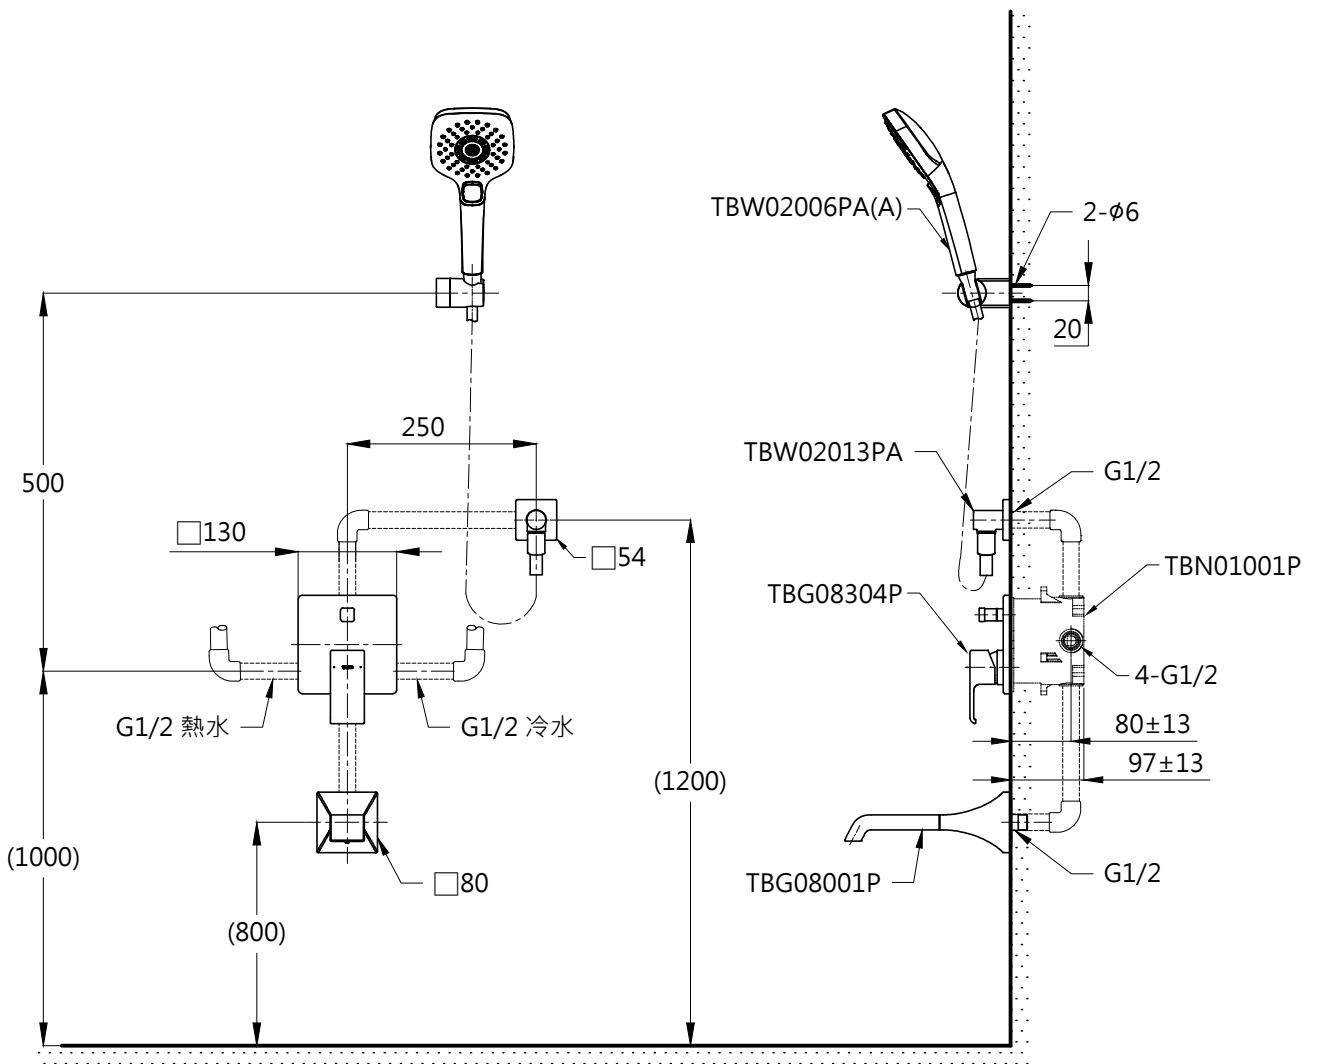 TBW02006PA(A)
2-ϕ6
20
250
500
TBW02013PA
G1/2
□130
□54
TBN01001P
TBG08304P
4-G1/2
G1/2 熱水
G1/2 冷水
80±13
97±13
(1200)
(1000)
□80
TBG08001P
G1/2
(800)